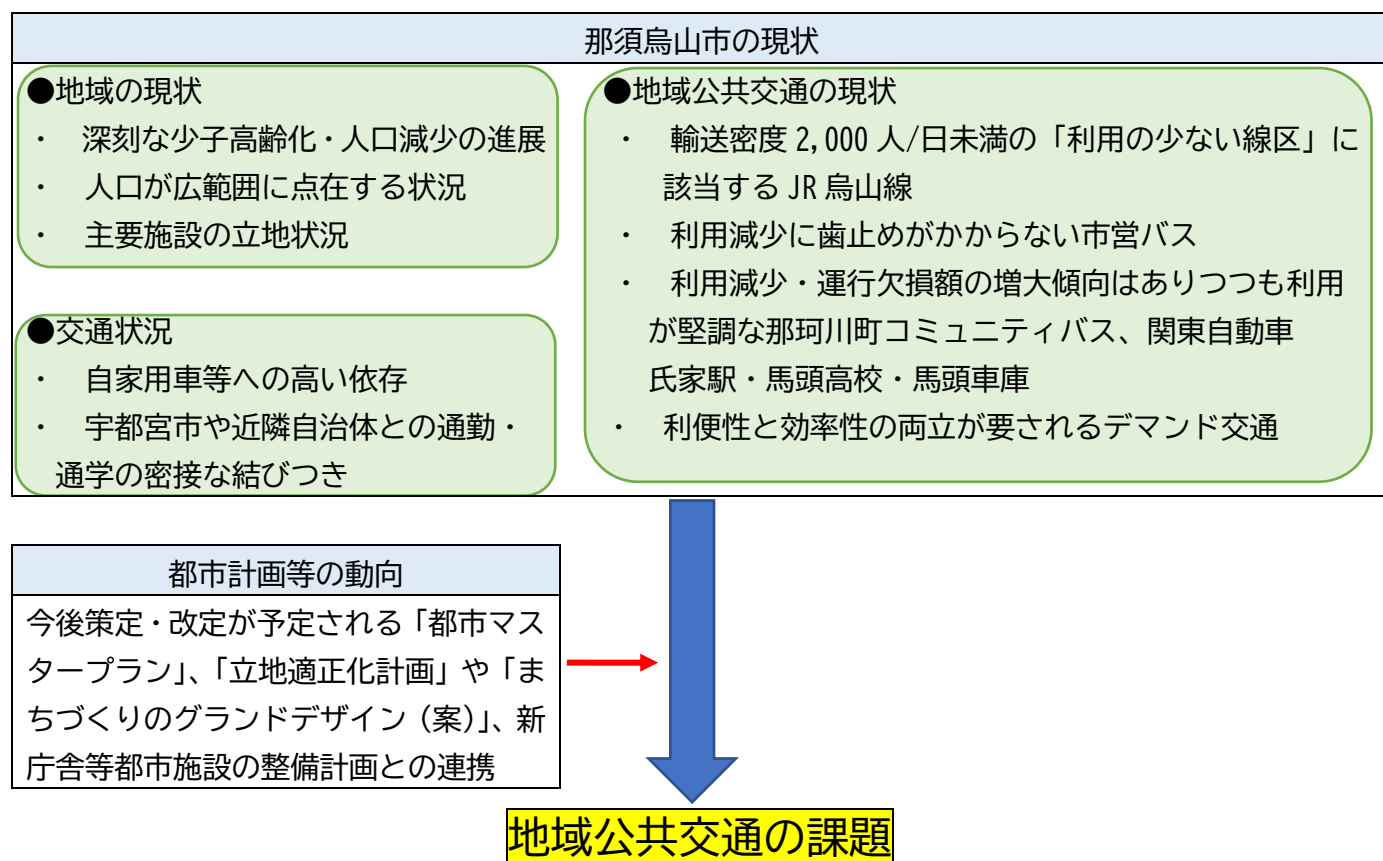 那須烏山市の現状
●地域の現状
・ 深刻な少子高齢化・人口減少の進展
・ 人口が広範囲に点在する状況
・ 主要施設の立地状況
●交通状況
・ 自家用車等への高い依存
・ 宇都宮市や近隣自治体との通勤・
通学の密接な結びつき
●地域公共交通の現状
・ 輸送密度 2,000 人/日未満の「利用の少ない線区」に
該当する JR 烏山線
・ 利用減少に歯止めがかからない市営バス
・ 利用減少・運行欠損額の増大傾向はありつつも利用
が堅調な那珂川町コミュニティバス、関東自動車
氏家駅・馬頭高校・馬頭車庫
・ 利便性と効率性の両立が要されるデマンド交通
都市計画等の動向
今後策定・改定が予定される「都市マス
タープラン」、「立地適正化計画」や「ま
ちづくりのグランドデザイン（案）」、新
庁舎等都市施設の整備計画との連携
地域公共交通の課題